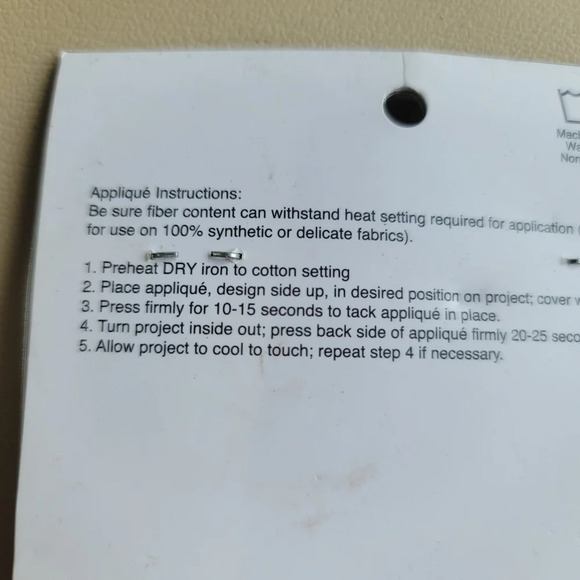 Mach
Wa
Non
Appliqué Instructions:
Be sure fiber content can withstand heat setting required for application (
for use on 100% synthetic or delicate fabrics).
1. Preheat DRY iron to cotton setting
2. Place appliqué, design side up, in desired position on project; cover w
3. Press firmly for 10-15 seconds to tack appliqué in place.
4. Turn project inside out; press back side of appliqué firmly 20-25 seco
5. Allow project to cool to touch; repeat step 4 if necessary.